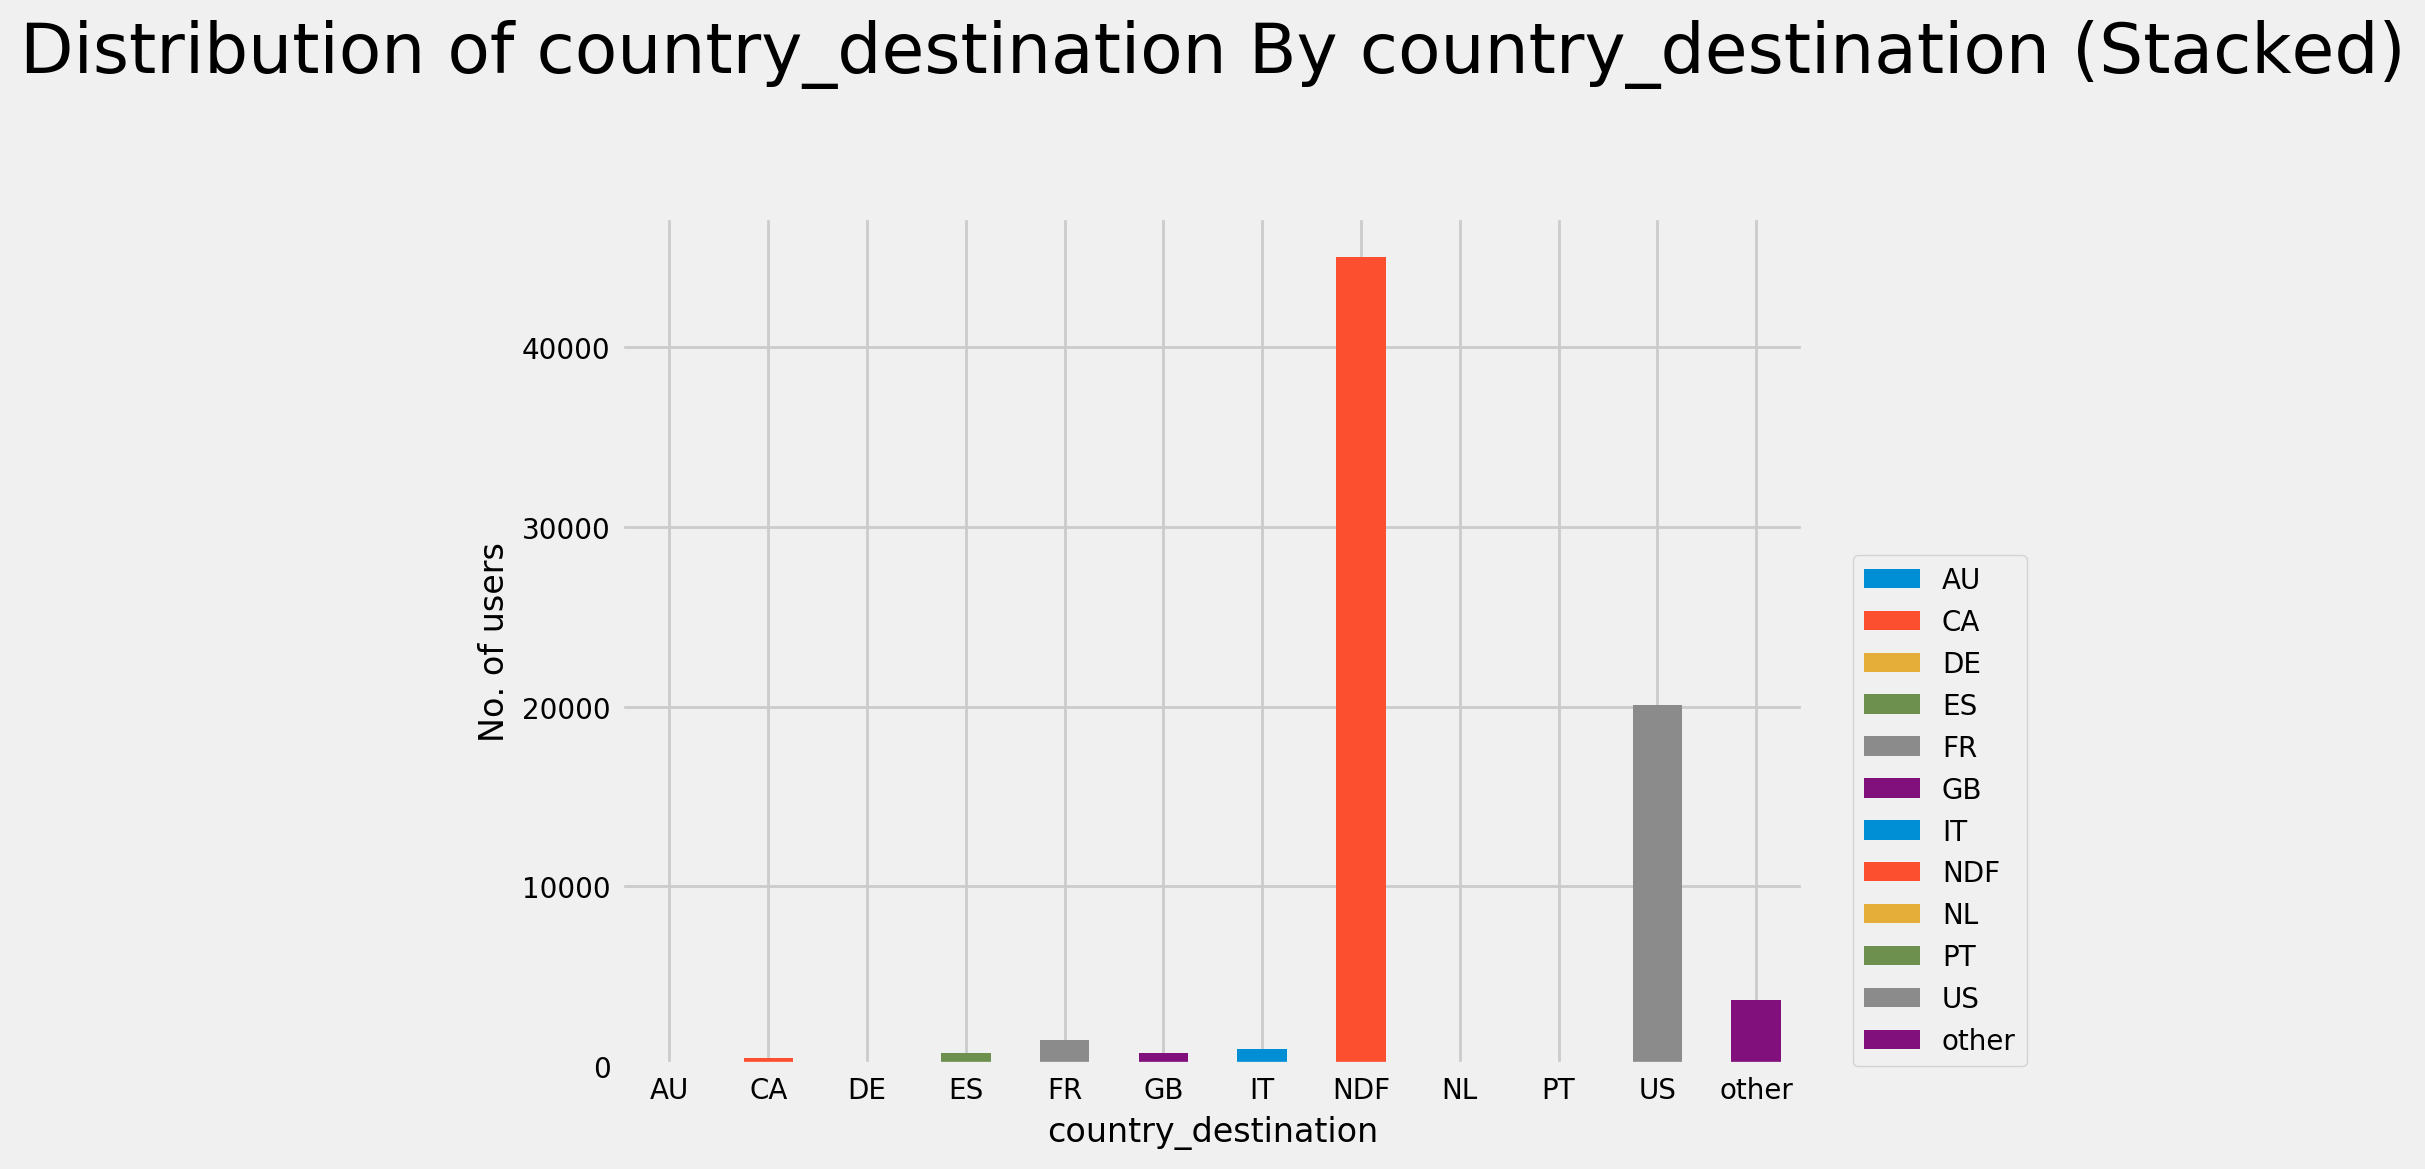 Distribution of country_destination By country_destination (Stacked)
No. of users
40000
30000
20000
10000
0
AU CA DE ES FR GB IT NDF NL PT US other
country_destination
AU
CA
DE
ES
FR
GB
IT
NDF
NL
PT
US
other